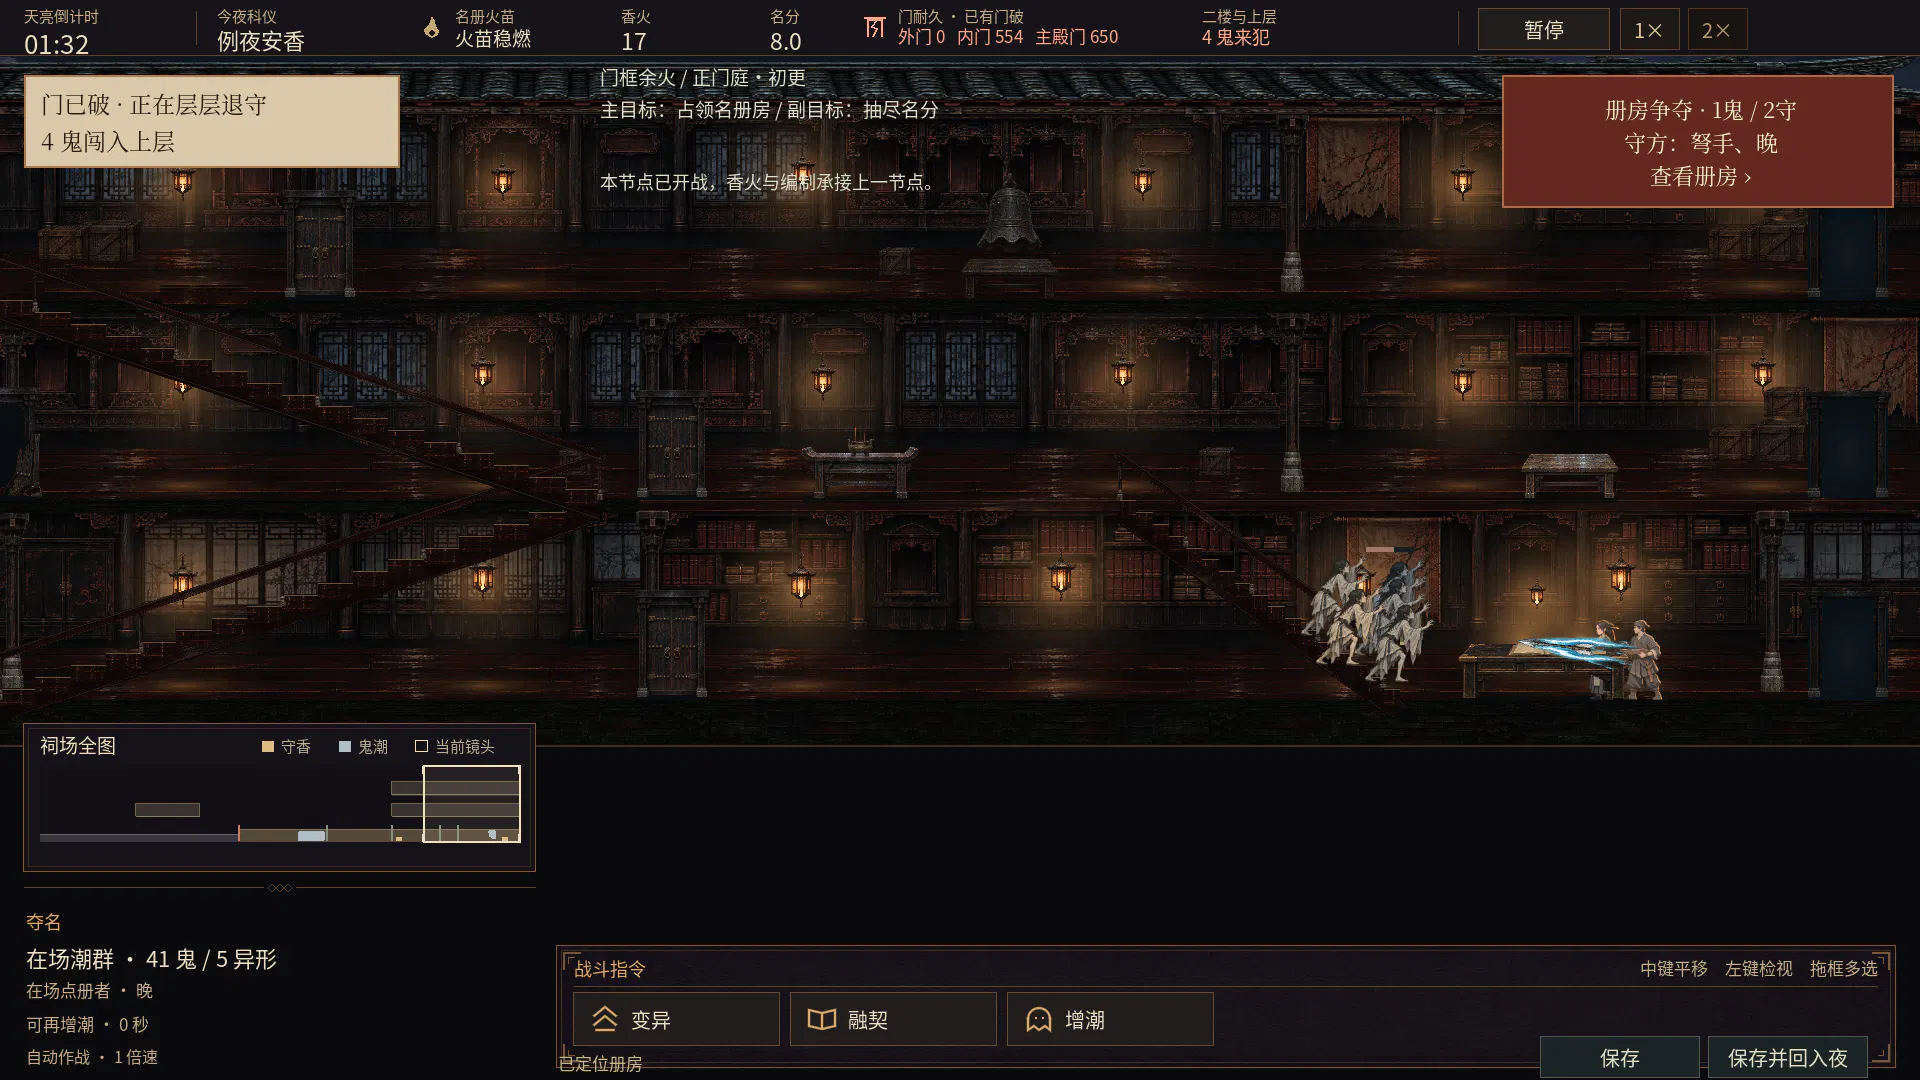 天亮倒计时
01:32
今夜科仪
例夜安香
名册火苗
火苗稳燃
香火
17
名分
8.0
门耐久 · 已有门破
外门 0 内门 554 主殿门 650
二楼与上层
4 鬼来犯
暂停
1×
2×
门已破 · 正在层层退守
4 鬼闯入上层
门框余火 / 正门庭 · 初更
主目标：占领名册房 / 副目标：抽尽名分
本节点已开战，香火与编制承接上一节点。
册房争夺 · 1鬼 / 2守
守方：弩手、晚
查看册房 ›
祠场全图
守香
鬼潮
当前镜头
夺名
在场潮群 · 41 鬼 / 5 异形
在场点册者 · 晚
可再增潮 · 0 秒
自动作战 · 1 倍速
战斗指令
中键平移 左键检视 拖框多选
变异
融契
增潮
已定位册房
保存
保存并回入夜